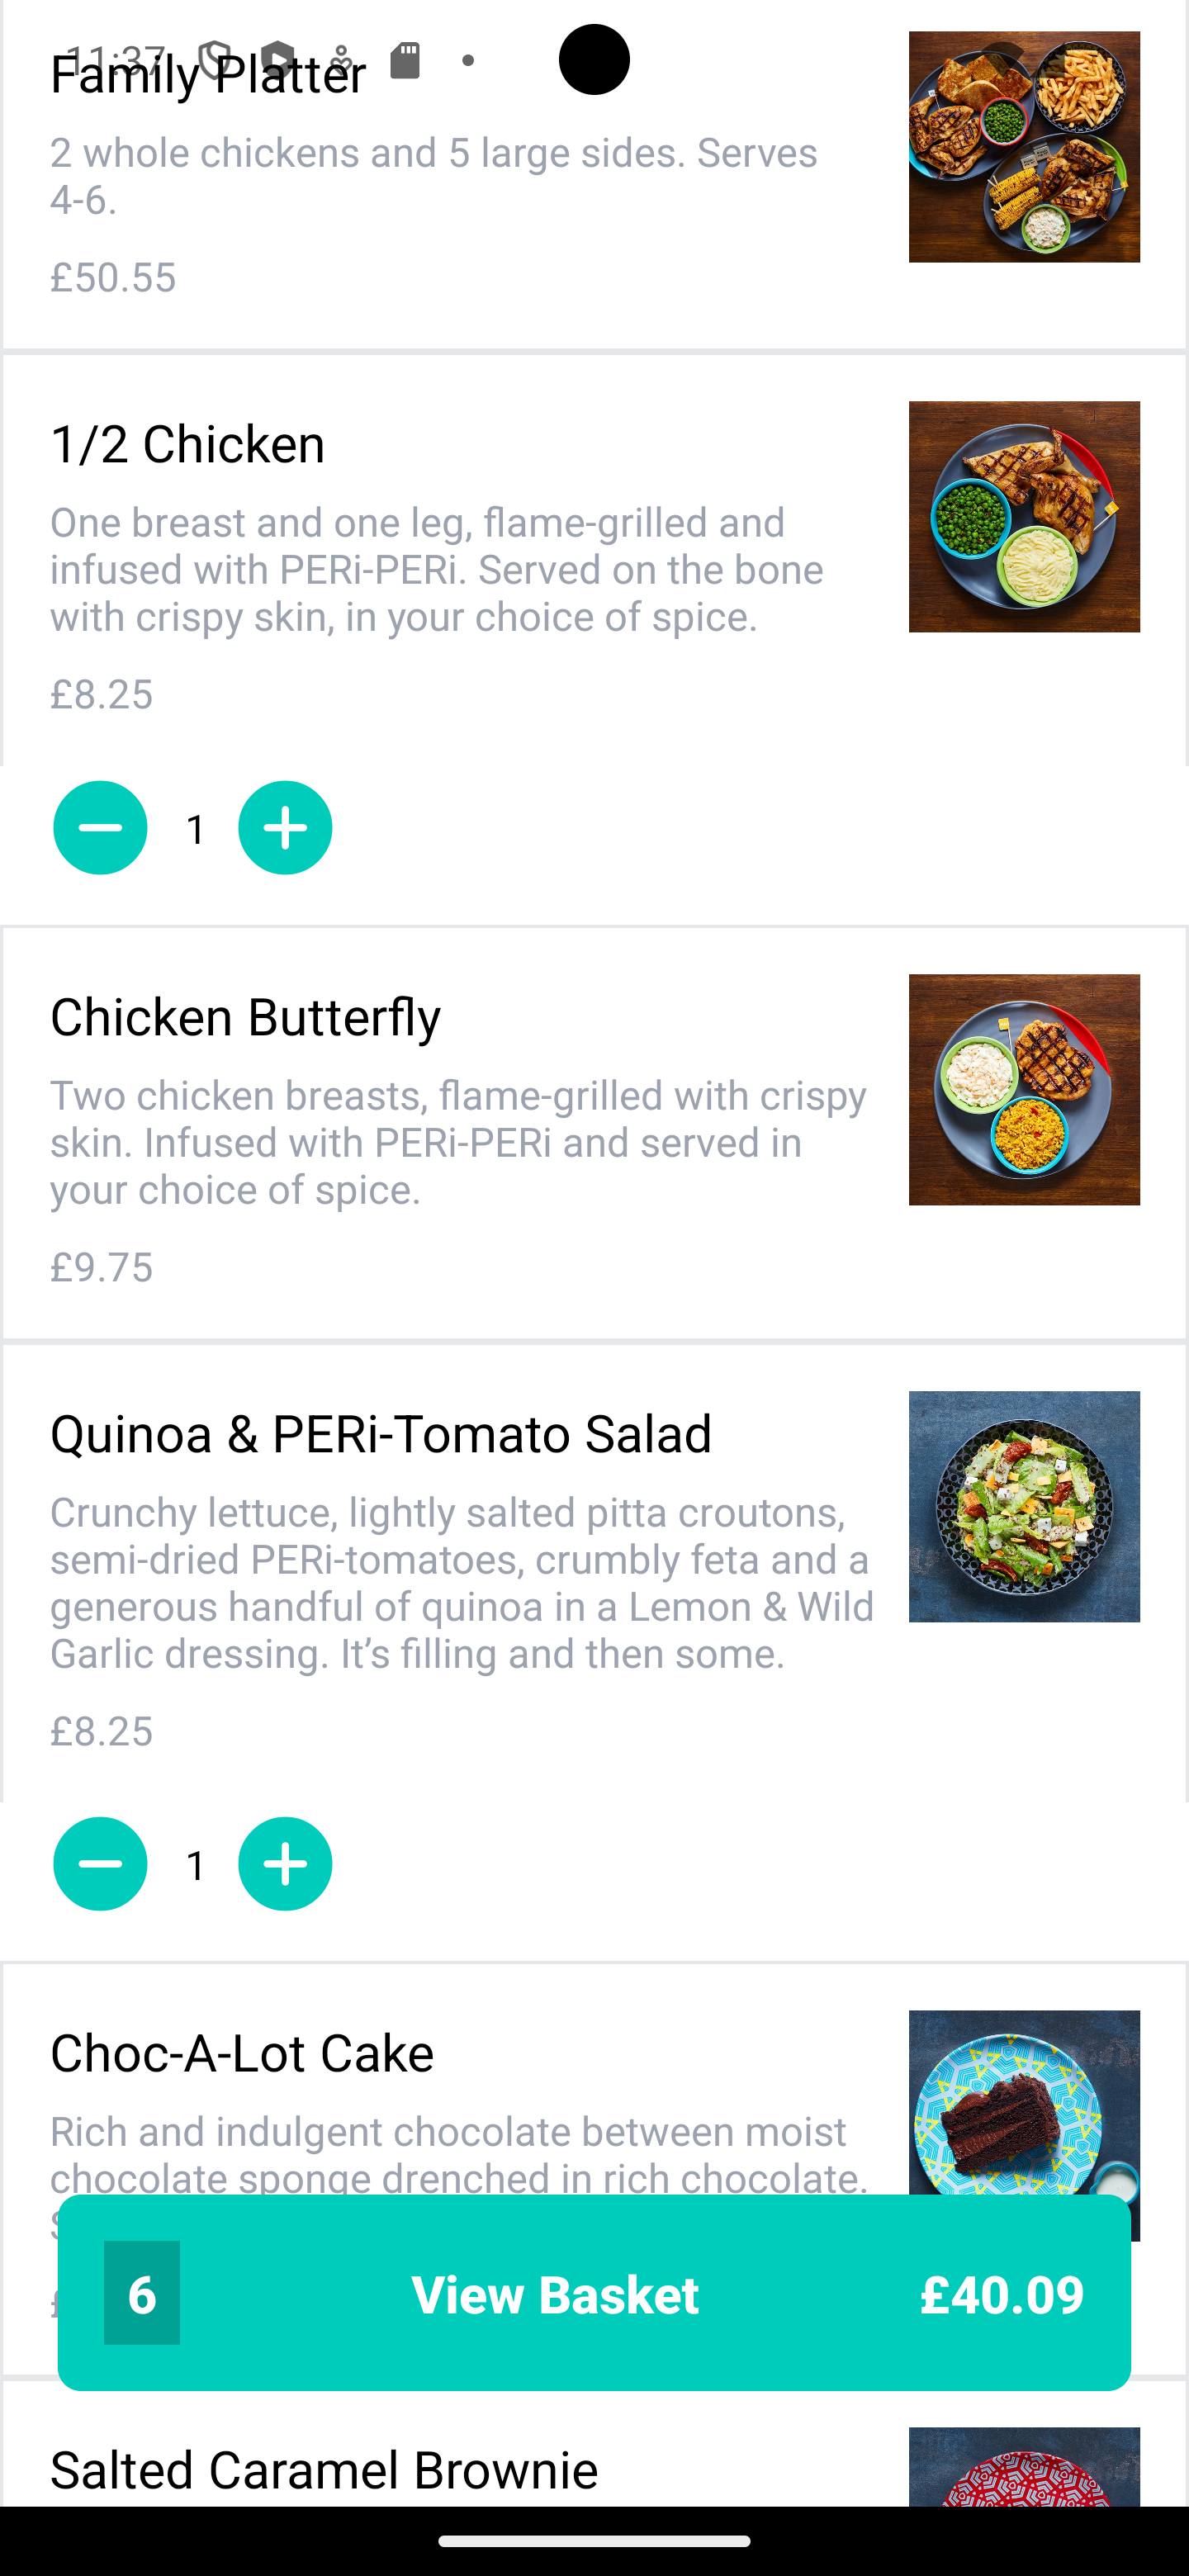 11:37
Family Platter
2 whole chickens and 5 large sides. Serves
4-6.
£50.55
1/2 Chicken
One breast and one leg, flame-grilled and
infused with PERi-PERi. Served on the bone
with crispy skin, in your choice of spice.
£8.25
1
Chicken Butterfly
Two chicken breasts, flame-grilled with crispy
skin. Infused with PERi-PERi and served in
your choice of spice.
£9.75
Quinoa & PERi-Tomato Salad
Crunchy lettuce, lightly salted pitta croutons,
semi-dried PERi-tomatoes, crumbly feta and a
generous handful of quinoa in a Lemon & Wild
Garlic dressing. It’s filling and then some.
£8.25
1
Choc-A-Lot Cake
Rich and indulgent chocolate between moist
chocolate sponge drenched in rich chocolate.
6 View Basket £40.09
Salted Caramel Brownie